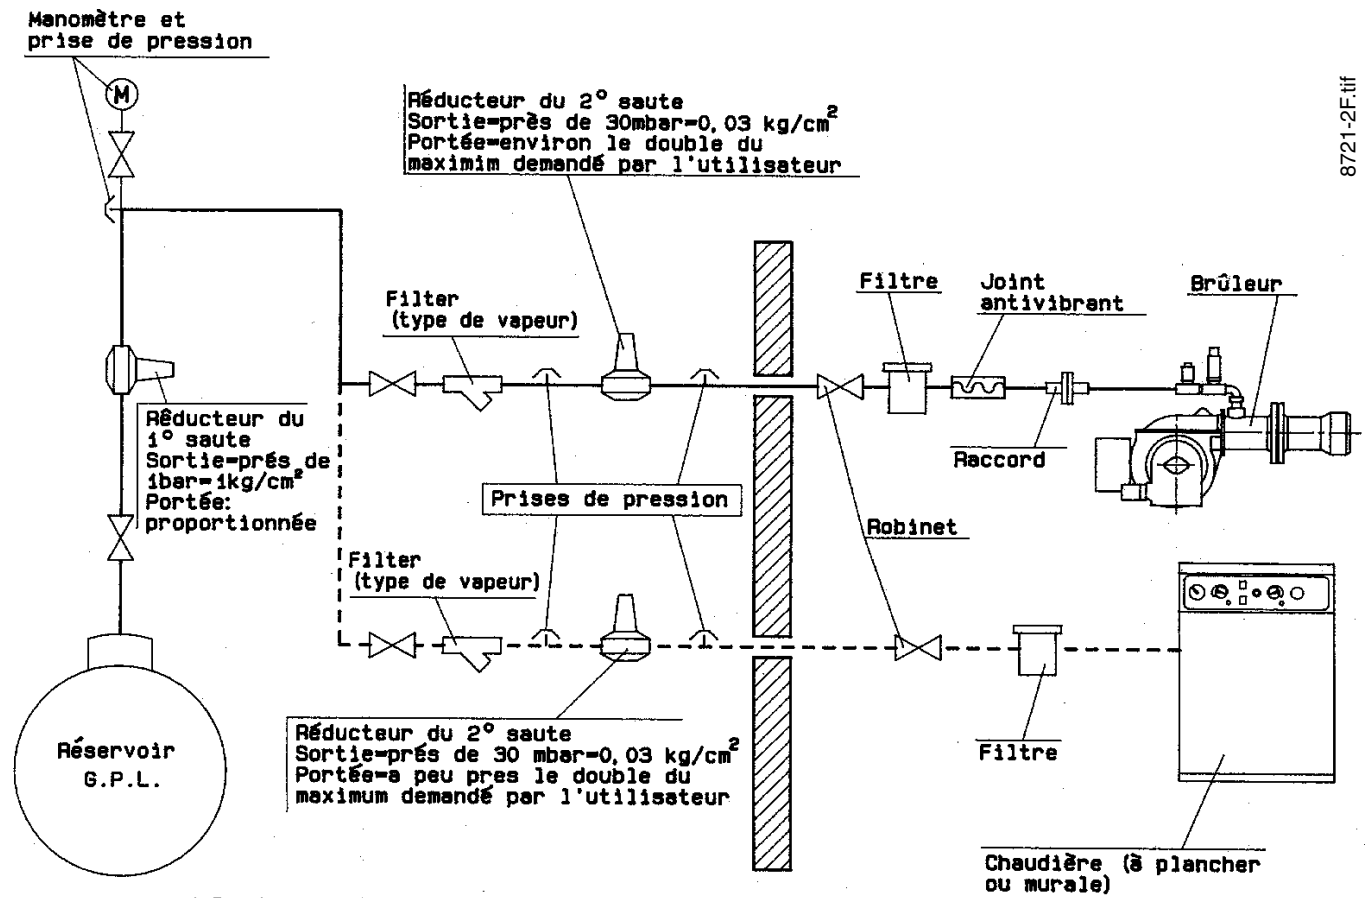 Manomètre et
prise de pression
M
Réducteur du 2° saute
Sortie=près de 30mbar=0,03 kg/cm²
Portée=environ le double du
maximim demandé par l'utilisateur
8721-2F.tif
Filter
(type de vapeur)
Filtre
Joint
antivibrant
Brûleur
Rêducteur du
1° saute
Sortie=prés de
1bar=1kg/cm²
Portée:
proportionnée
Raccord
Prises de pression
Robinet
Filter
(type de vapeur)
Réservoir
G.P.L.
Réducteur du 2° saute
Sortie=prés de 30 mbar=0,03 kg/cm²
Portée=a peu pres le double du
maximum demandé par l'utilisateur
Filtre
Chaudière (à plancher
ou murale)